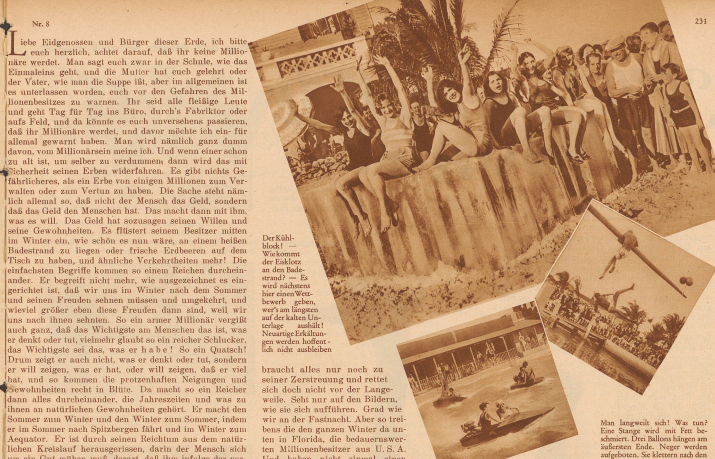 Nr. 8
231
Liebe Eidgenossen und Bürger dieser Erde, ich bitte
euch herzlich, achtet darauf, daß ihr keine Millio-
näre werdet. Man sagt euch zwar in der Schule, wie das
Einmaleins geht, und die Mutter hat euch gelehrt oder
der Vater, wie man die Suppe ißt, aber im allgemeinen ist
es unterlassen worden, euch vor den Gefahren des Mil-
lionenbesitzes zu warnen. Ihr seid alle fleißige Leute
und geht Tag für Tag ins Büro, durch's Fabriktor oder
aufs Feld, und da könnte es euch unversehens passieren,
daß ihr Millionäre werdet, und davor möchte ich ein- für
allemal gewarnt haben. Man wird nämlich ganz dumm
davon, vom Millionärsein meine ich. Und wenn einer schon
zu alt ist, um selber zu verdummen, dann wird das mit
Sicherheit seinen Erben widerfahren. Es gibt nichts Ge-
fährlicheres, als ein Erbe von einigen Millionen zum Ver-
walten oder zum Vertun zu haben. Die Sache steht näm-
lich allemal so, daß nicht der Mensch das Geld, sondern
daß das Geld den Menschen hat. Das macht dann mit ihm,
was es will. Das Geld hat sozusagen seinen Willen und
seine Gewohnheiten. Es flüstert seinem Besitzer mitten
im Winter ein, wie schön es nun wäre, an einem heißen
Badestrand zu liegen oder frische Erdbeeren auf dem
Tisch zu haben, und ähnliche Verkehrtheiten mehr! Die
einfachsten Begriffe kommen so einem Reichen durchein-
ander. Er begreift nicht mehr, wie ausgezeichnet es ein-
gerichtet ist, daß wir uns im Winter nach dem Sommer
und seinen Freuden sehnen müssen und umgekehrt, und
wieviel größer eben diese Freuden dann sind, weil wir
uns nach ihnen sehnten. So ein armer Millionär vergißt
auch ganz, daß das Wichtigste am Menschen das ist, was
er denkt oder tut, vielmehr glaubt so ein reicher Schlucker,
das Wichtigste sei das, was er habe! So ein Quatsch!
Drum zeigt er auch nicht, was er denkt oder tut, sondern
er will zeigen, was er hat, oder will zeigen, daß er viel
hat, und so kommen die protzenhaften Neigungen und
Gewohnheiten recht in Blüte. Da macht so ein Reicher
dann alles durcheinander, die Jahreszeiten und was zu
ihnen an natürlichen Gewohnheiten gehört. Er macht den
Sommer zum Winter und den Winter zum Sommer, indem
er im Sommer nach Spitzbergen fährt und im Winter zum
Aequator. Er ist durch seinen Reichtum aus dem natür-
lichen Kreislauf herausgerissen, darin der Mensch sich
Der Kühl-
block! —
Wie kommt
der Eisklotz
an den Bade-
strand? — Es
wird nächstens
hier einen Wett-
bewerb geben,
wer's am längsten
auf der kalten Un-
terlage aushält!
Neuartige Erkältun-
gen werden hoffent-
lich nicht ausbleiben
braucht alles nur noch zu
seiner Zerstreuung und rettet
sich doch nicht vor der Lange-
weile. Seht nur auf den Bildern,
wie sie sich aufführen. Grad wie
wir an der Fastnacht. Aber so trei-
bens die den ganzen Winter da un-
ten in Florida, die bedauernswer-
ten Millionenbesitzer aus U. S. A.
Man langweilt sich! Was tun?
Eine Stange wird mit Fett be-
schmiert. Drei Ballons hängen am
äußersten Ende. Neger werden
aufgeboten. Sie klettern nach den